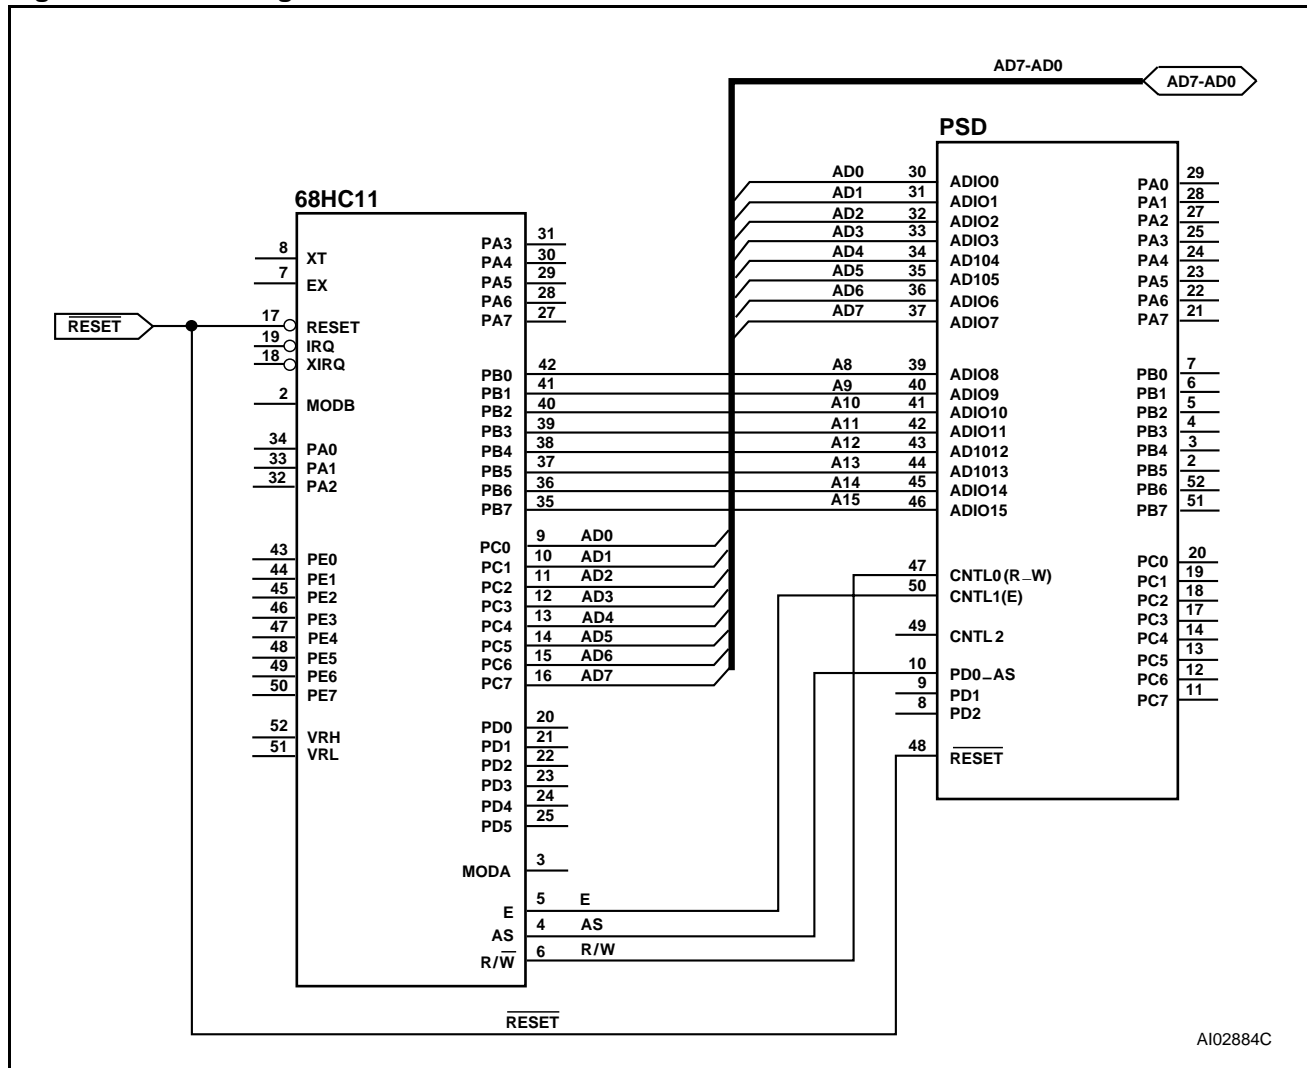 AD7-AD0
AD7-AD0
PSD
68HC11
8 XT
7 EX
RESET
17 RESET
19 IRQ
18 XIRQ
2 MODB
34 PA0
33 PA1
32 PA2
43 PE0
44 PE1
45 PE2
46 PE3
47 PE4
48 PE5
49 PE6
50 PE7
52 VRH
51 VRL
PA3 31
PA4 30
PA5 29
PA6 28
PA7 27
PB0 42
PB1 41
PB2 40
PB3 39
PB4 38
PB5 37
PB6 36
PB7 35
PC0 9 AD0
PC1 10 AD1
PC2 11 AD2
PC3 12 AD3
PC4 13 AD4
PC5 14 AD5
PC6 15 AD6
PC7 16 AD7
PD0 20
PD1 21
PD2 22
PD3 23
PD4 24
PD5 25
MODA 3
E 5 E
AS 4 AS
R/W 6 R/W
RESET
AD0 30 ADIO0
AD1 31 ADIO1
AD2 32 ADIO2
AD3 33 ADIO3
AD4 34 AD104
AD5 35 AD105
AD6 36 ADIO6
AD7 37 ADIO7
A8 39 ADIO8
A9 40 ADIO9
A10 41 ADIO10
A11 42 ADIO11
A12 43 AD1012
A13 44 AD1013
A14 45 ADIO14
A15 46 ADIO15
47 CNTL0(R_W)
50 CNTL1(E)
49 CNTL 2
10 PD0_AS
9 PD1
8 PD2
48 RESET
PA0 29
PA1 28
PA2 27
PA3 25
PA4 24
PA5 23
PA6 22
PA7 21
PB0 7
PB1 6
PB2 5
PB3 4
PB4 3
PB5 2
PB6 52
PB7 51
PC0 20
PC1 19
PC2 18
PC3 17
PC4 14
PC5 13
PC6 12
PC7 11
AI02884C